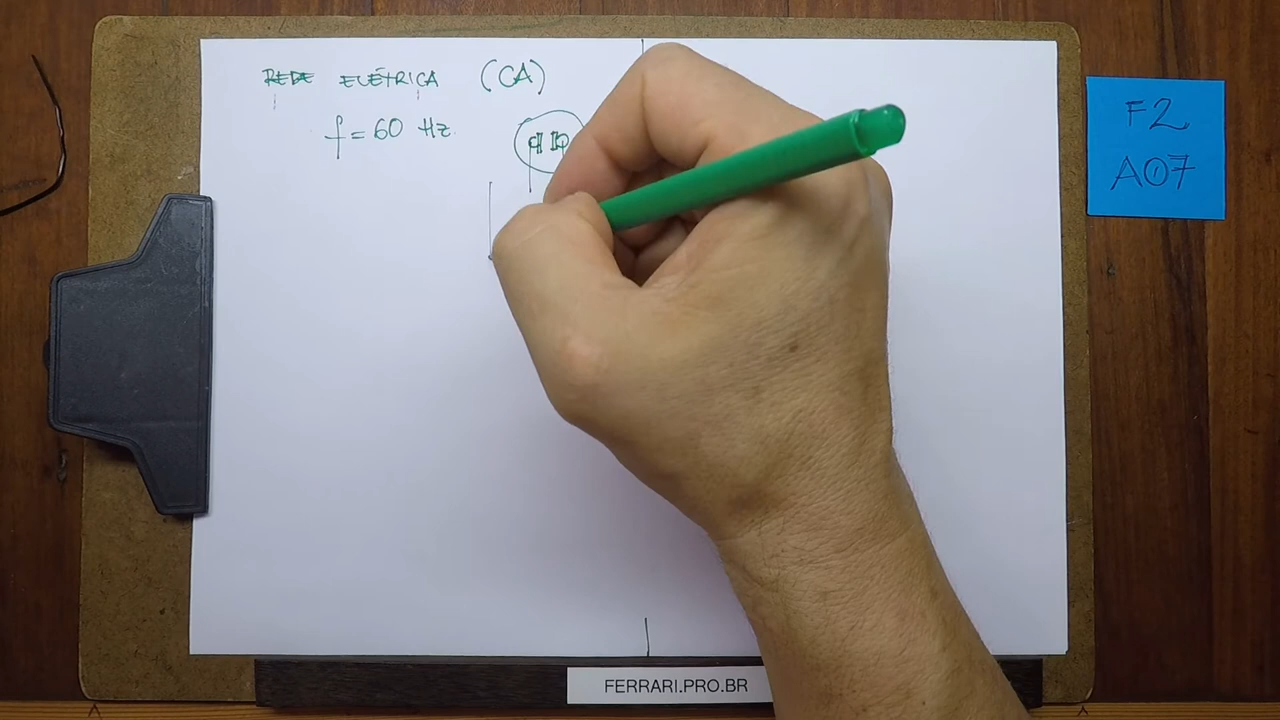 REDE ELÉTRICA (CA)
f = 60 Hz
F2
A07
FERRARI.PRO.BR